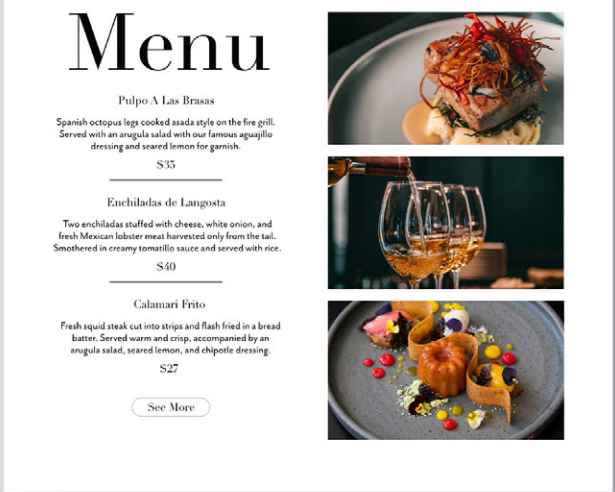 Menu
Pulpo A Las Brasas
Spanish octopus legs cooked asada style on the fire grill.
Served with an arugula salad with our famous aguajillo
dressing and seared lemon for garnish.
$35
Enchiladas de Langosta
Two enchiladas stuffed with cheese, white onion, and
fresh Mexican lobster meat harvested only from the tail.
Smothered in creamy tomatillo sauce and served with rice.
$40
Calamari Frito
Fresh squid steak cut into strips and flash fried in a bread
batter. Served warm and crisp, accompanied by an
arugula salad, seared lemon, and chipotle dressing.
$27
See More